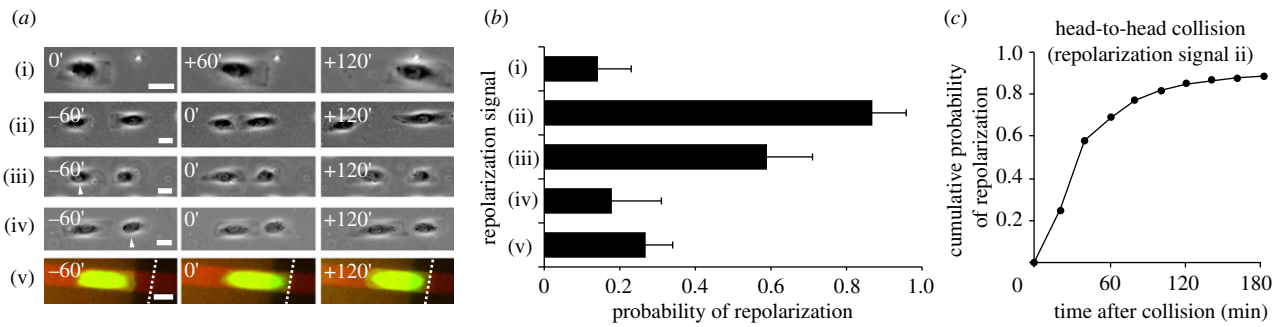 (a)
(i)
0'
+60'
+120'
(ii)
–60'
0'
+120'
(iii)
–60'
0'
+120'
(iv)
–60'
0'
+120'
(v)
–60'
0'
+120'
(b)
repolarization signal
(i)
(ii)
(iii)
(iv)
(v)
0 0.2 0.4 0.6 0.8 1.0
probability of repolarization
(c)
head-to-head collision
(repolarization signal ii)
cumulative probability
of repolarization
1.0
0.8
0.6
0.4
0.2
0 60 120 180
time after collision (min)